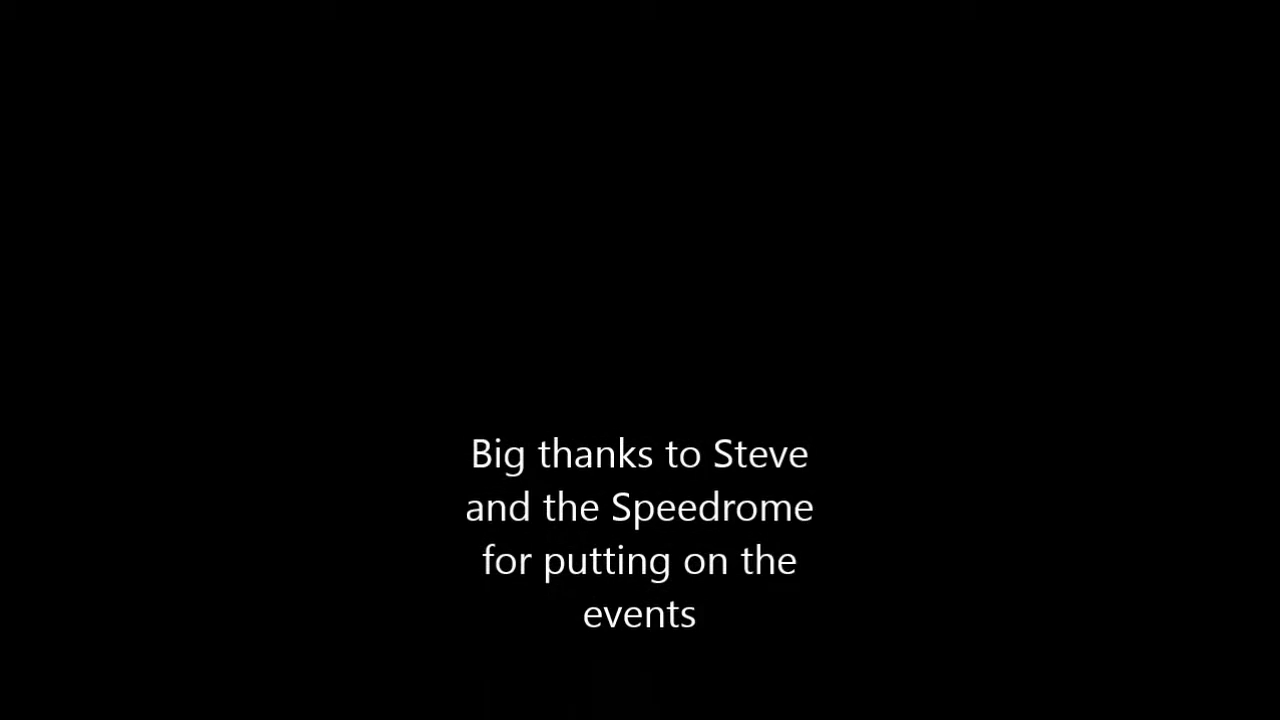 Big thanks to Steve
and the Speedrome
for putting on the
events